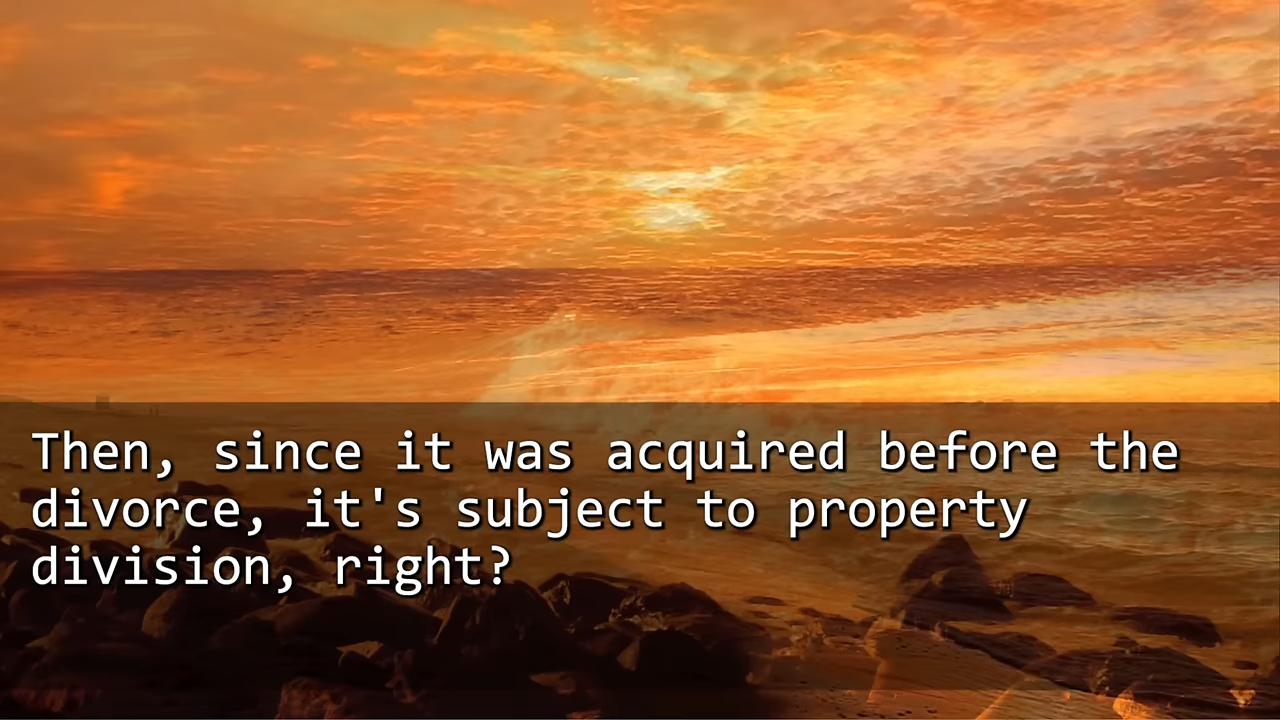 Then, since it was acquired before the
divorce, it's subject to property
division, right?